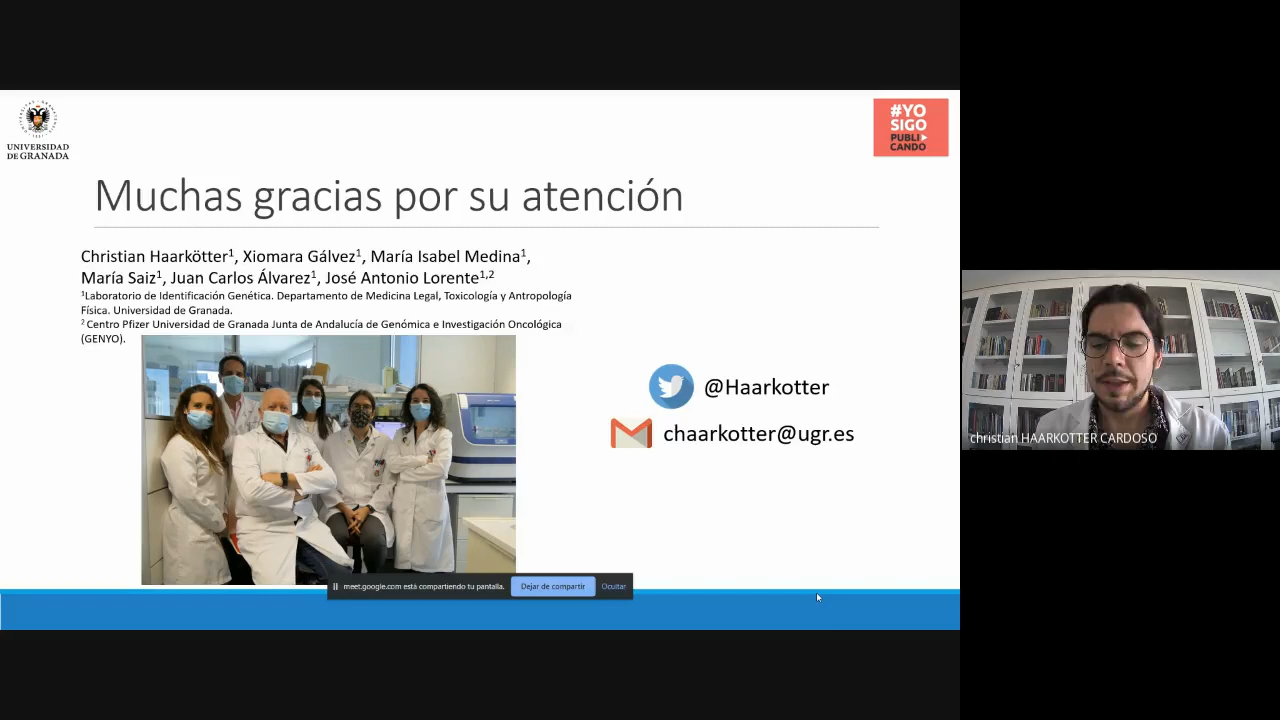 UNIVERSIDAD
DE GRANADA
#YO
SIGO
PUBLI
CANDO
Muchas gracias por su atención
Christian Haarkötter¹, Xiomara Gálvez¹, María Isabel Medina¹,
María Saiz¹, Juan Carlos Álvarez¹, José Antonio Lorente¹,²
¹Laboratorio de Identificación Genética. Departamento de Medicina Legal, Toxicología y Antropología
Física. Universidad de Granada.
² Centro Pfizer Universidad de Granada Junta de Andalucía de Genómica e Investigación Oncológica
(GENYO).
@Haarkotter
chaarkotter@ugr.es
christian HAARKOTTER CARDOSO
meet.google.com está compartiendo tu pantalla.
Dejar de compartir
Ocultar